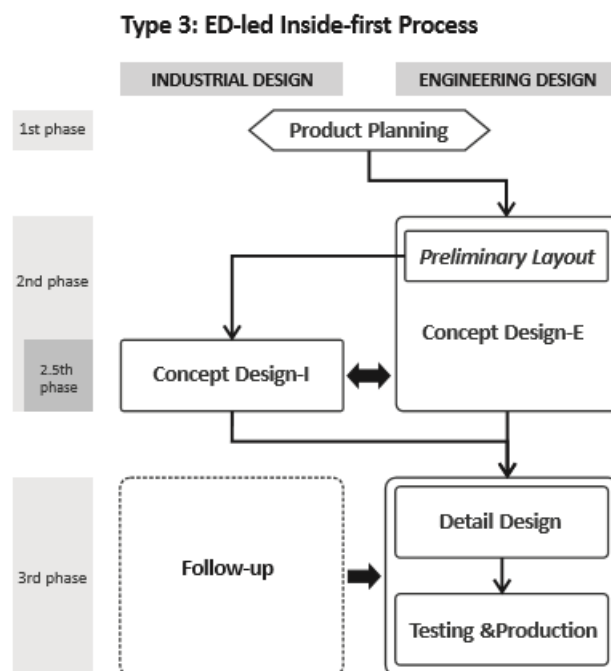 Type 3: ED-led Inside-first Process
INDUSTRIAL DESIGN
ENGINEERING DESIGN
1st phase
Product Planning
2nd phase
Preliminary Layout
Concept Design-E
2.5th
phase
Concept Design-I
3rd phase
Follow-up
Detail Design
Testing &Production